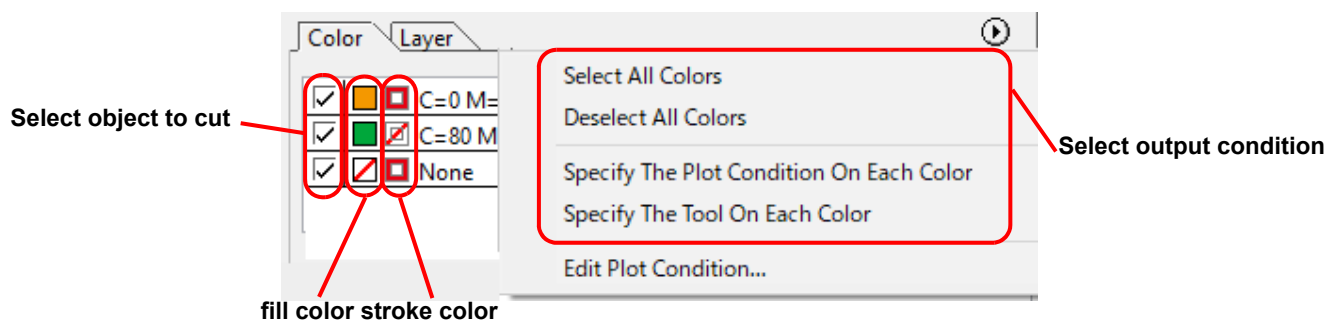 Color Layer
Select All Colors
C=0 M=
Select object to cut
Deselect All Colors
C=80 M
Select output condition
None
Specify The Plot Condition On Each Color
Specify The Tool On Each Color
Edit Plot Condition...
fill color stroke color